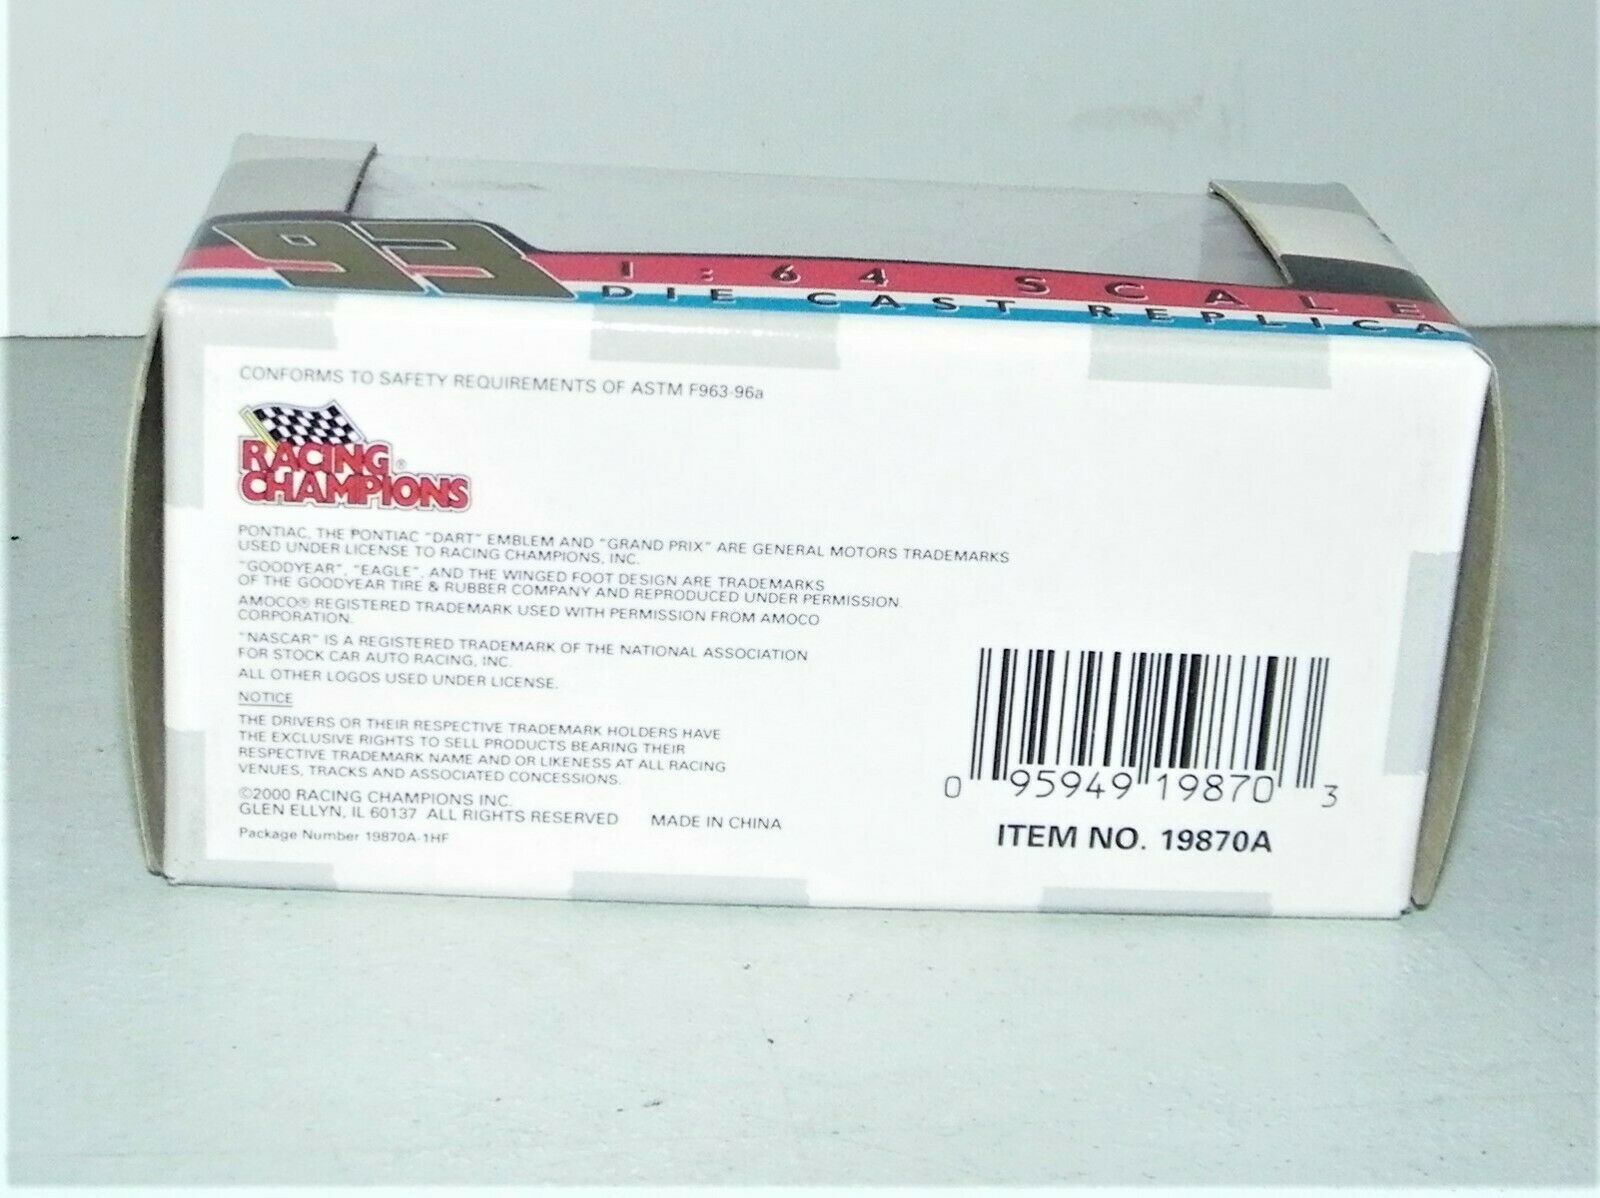 93
1:64 SCALE
DIE CAST REPLICA
CONFORMS TO SAFETY REQUIREMENTS OF ASTM F963-96a
RACING®
CHAMPIONS
PONTIAC, THE PONTIAC "DART" EMBLEM AND "GRAND PRIX" ARE GENERAL MOTORS TRADEMARKS
USED UNDER LICENSE TO RACING CHAMPIONS, INC.
"GOODYEAR", "EAGLE", AND THE WINGED FOOT DESIGN ARE TRADEMARKS
OF THE GOODYEAR TIRE & RUBBER COMPANY AND REPRODUCED UNDER PERMISSION.
AMOCO® REGISTERED TRADEMARK USED WITH PERMISSION FROM AMOCO
CORPORATION.
"NASCAR" IS A REGISTERED TRADEMARK OF THE NATIONAL ASSOCIATION
FOR STOCK CAR AUTO RACING, INC.
ALL OTHER LOGOS USED UNDER LICENSE.
NOTICE
THE DRIVERS OR THEIR RESPECTIVE TRADEMARK HOLDERS HAVE
THE EXCLUSIVE RIGHTS TO SELL PRODUCTS BEARING THEIR
RESPECTIVE TRADEMARK NAME AND OR LIKENESS AT ALL RACING
VENUES, TRACKS AND ASSOCIATED CONCESSIONS.
©2000 RACING CHAMPIONS INC.
GLEN ELLYN, IL 60137 ALL RIGHTS RESERVED MADE IN CHINA
Package Number 19870A-1HF
0 95949 19870 3
ITEM NO. 19870A